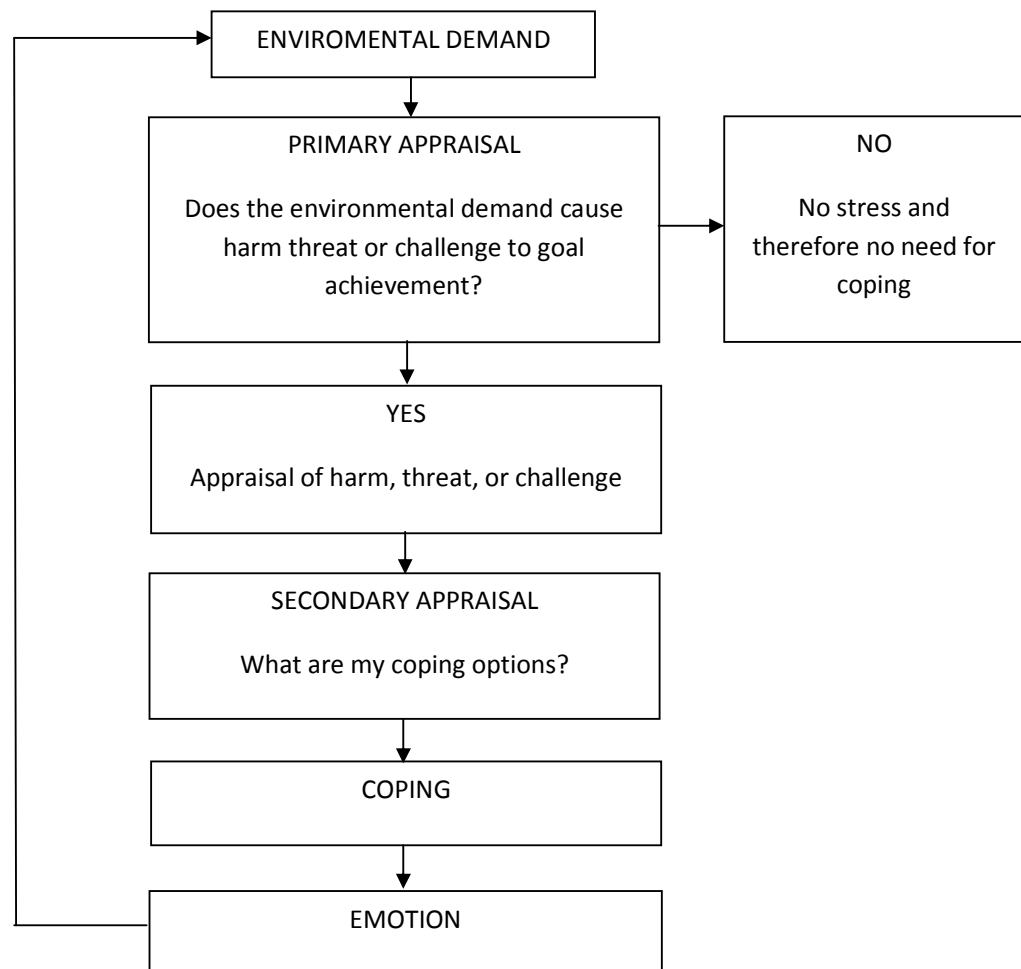 ENVIROMENTAL DEMAND
PRIMARY APPRAISAL
Does the environmental demand cause
harm threat or challenge to goal
achievement?
NO
No stress and
therefore no need for
coping
YES
Appraisal of harm, threat, or challenge
SECONDARY APPRAISAL
What are my coping options?
COPING
EMOTION